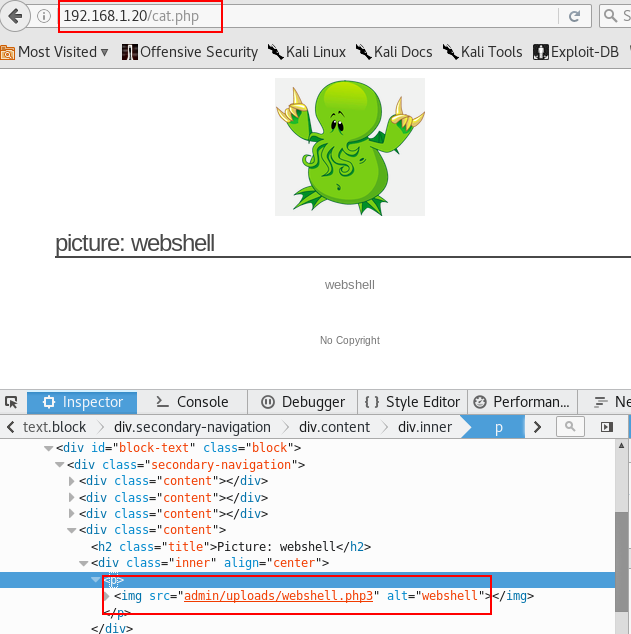 192.168.1.20/cat.php
Most Visited Offensive Security Kali Linux Kali Docs Kali Tools Exploit-DB
picture: webshell
webshell
No Copyright
Inspector Console Debugger { } Style Editor Performan... Ne
text.block div.secondary-navigation div.content div.inner p
<div id="block-text" class="block">
<div class="secondary-navigation">
<div class="content"></div>
<div class="content"></div>
<div class="content"></div>
<div class="content">
<h2 class="title">Picture: webshell</h2>
<div class="inner" align="center">
<p>
<img src="admin/uploads/webshell.php3" alt="webshell"></img>
</p>
</div>